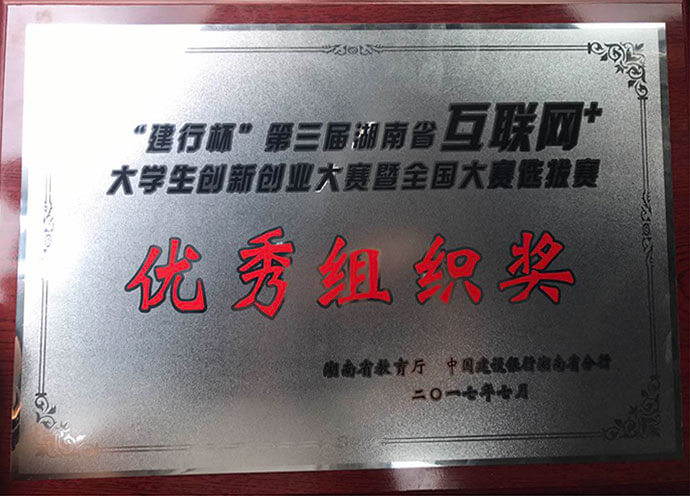 “建行杯”第三届湖南省互联网+
大学生创新创业大赛暨全国大赛选拔赛
优秀组织奖
湖南省教育厅 中国建设银行湖南省分行
二〇一七年七月